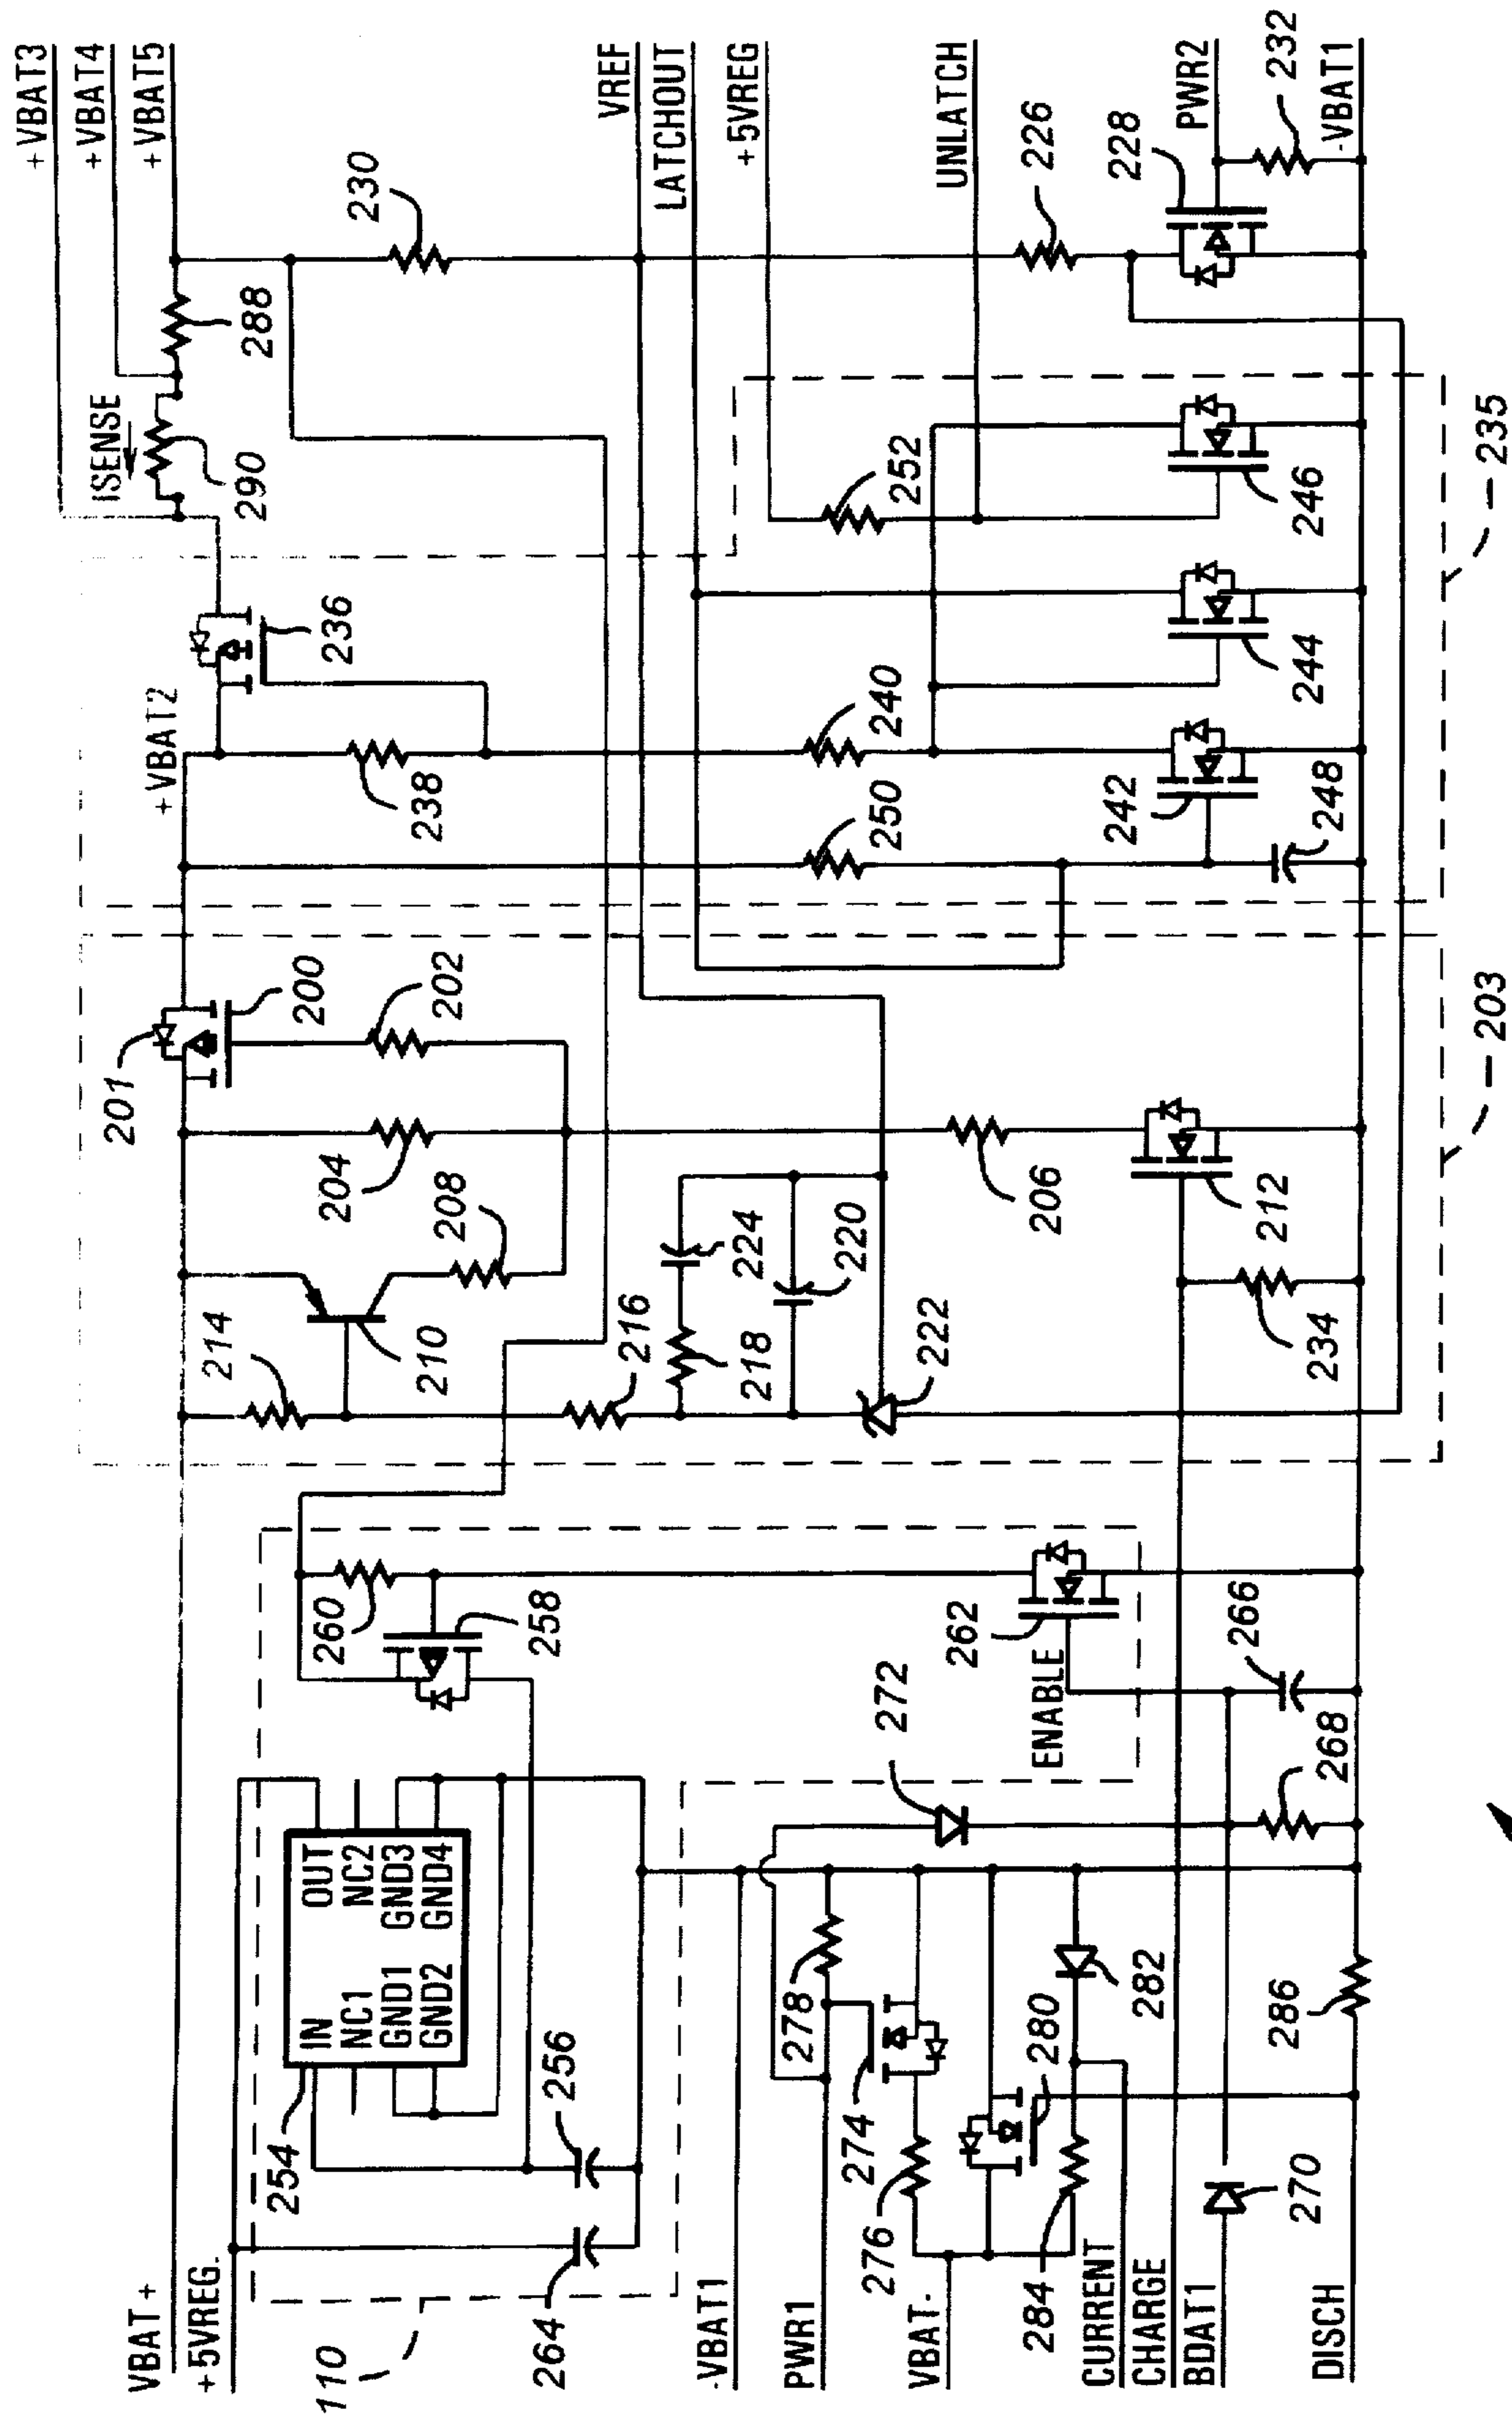 +VBAT3
+VBAT4
+VBAT5
VREF
LATCHOUT
+5VREG
UNLATCH
PWR2
-VBAT1
232
230
226
228
288
ISENSE
290
252
246
235
236
244
+VBAT2
238
240
250
242
248
201
200
202
203
204
208
206
212
214
210
216
224
220
218
222
234
260
258
262
ENABLE
266
272
268
OUT
NC2
GND3
GND4
IN
NC1
GND1
GND2
254
256
264
110
278
274
276
280
282
284
286
270
VBAT+
+5VREG.
-VBAT1
PWR1
VBAT-
CURRENT
CHARGE
BDAT1
DISCH